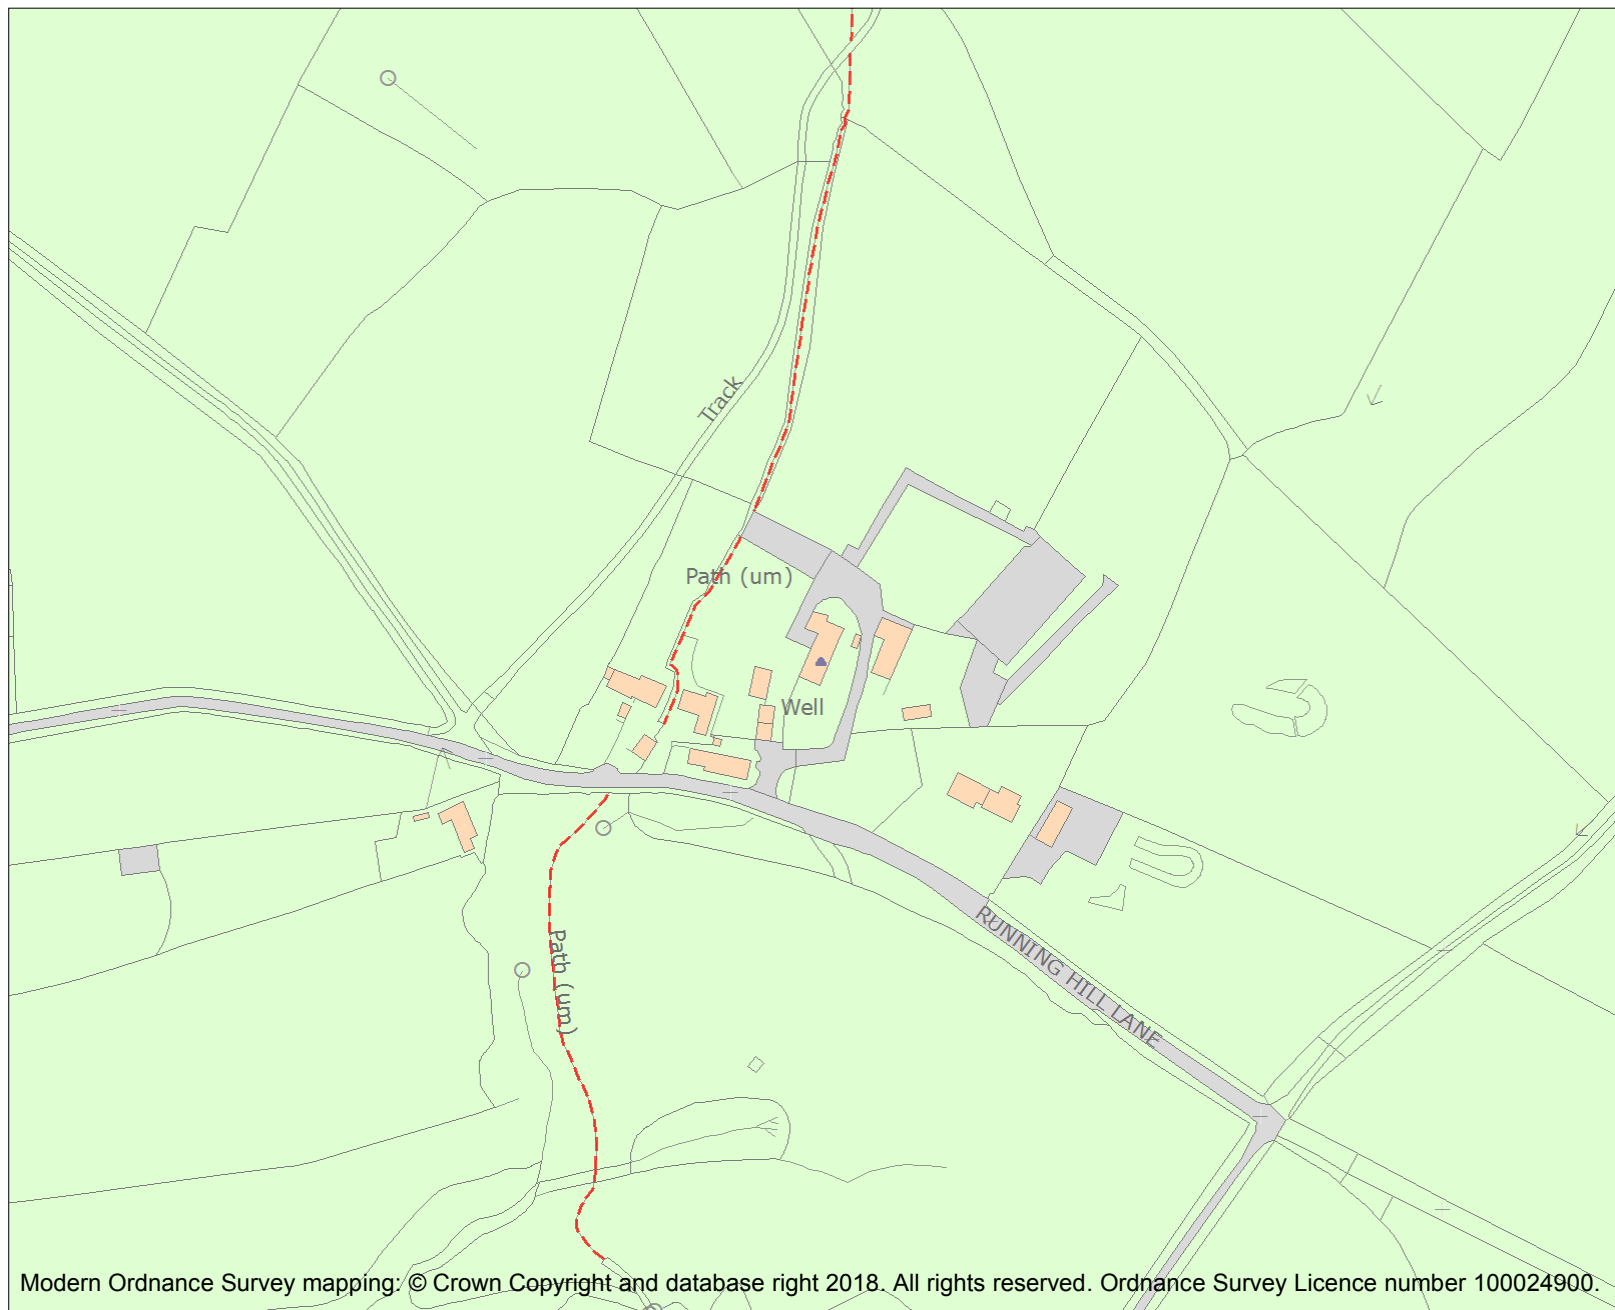 Track
Path (um)
Well
RUNNING HILL LANE
Path (um)
Modern Ordnance Survey mapping: © Crown Copyright and database right 2018. All rights reserved. Ordnance Survey Licence number 100024900.